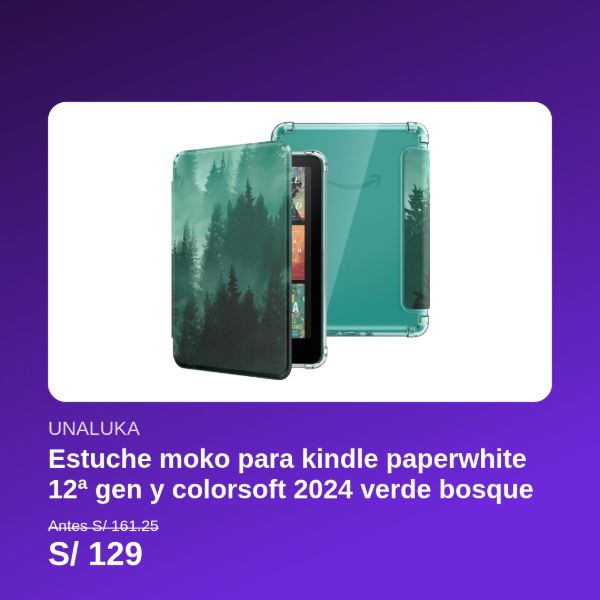 UNALUKA
Estuche moko para kindle paperwhite
12ª gen y colorsoft 2024 verde bosque
Antes S/ 161.25
S/ 129